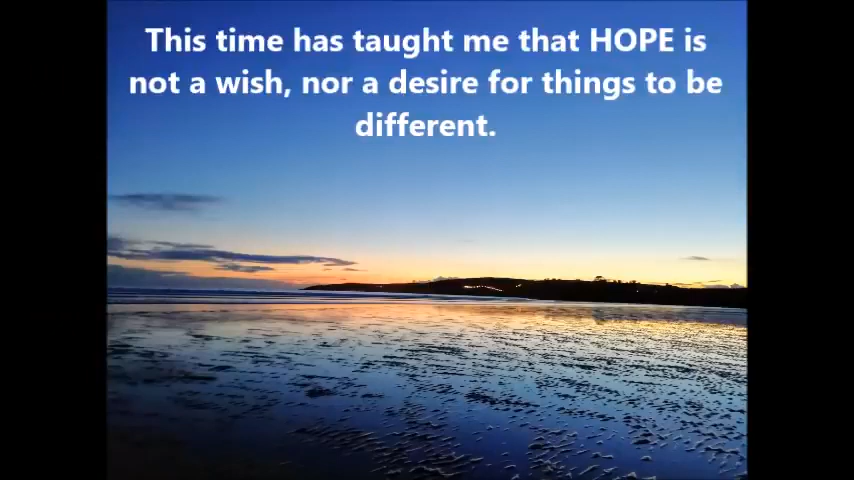 This time has taught me that HOPE is
not a wish, nor a desire for things to be
different.